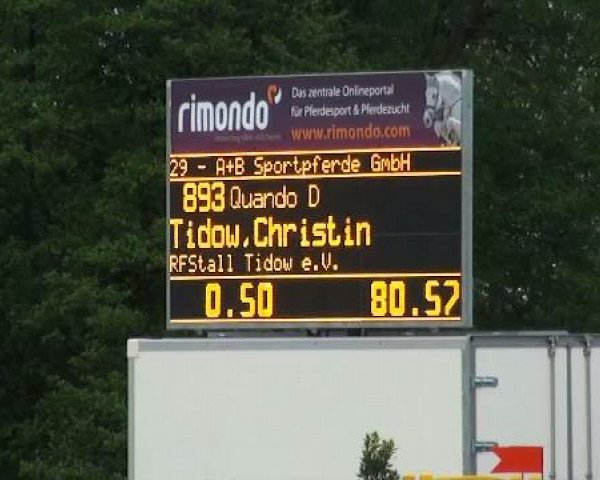 rimondo
Das zentrale Onlineportal
für Pferdesport & Pferdezucht
www.rimondo.com
29 - A+B Sportpferde GmbH
893 Quando D
Tidow,Christin
RFStall Tidow e.V.
0.50 80.57